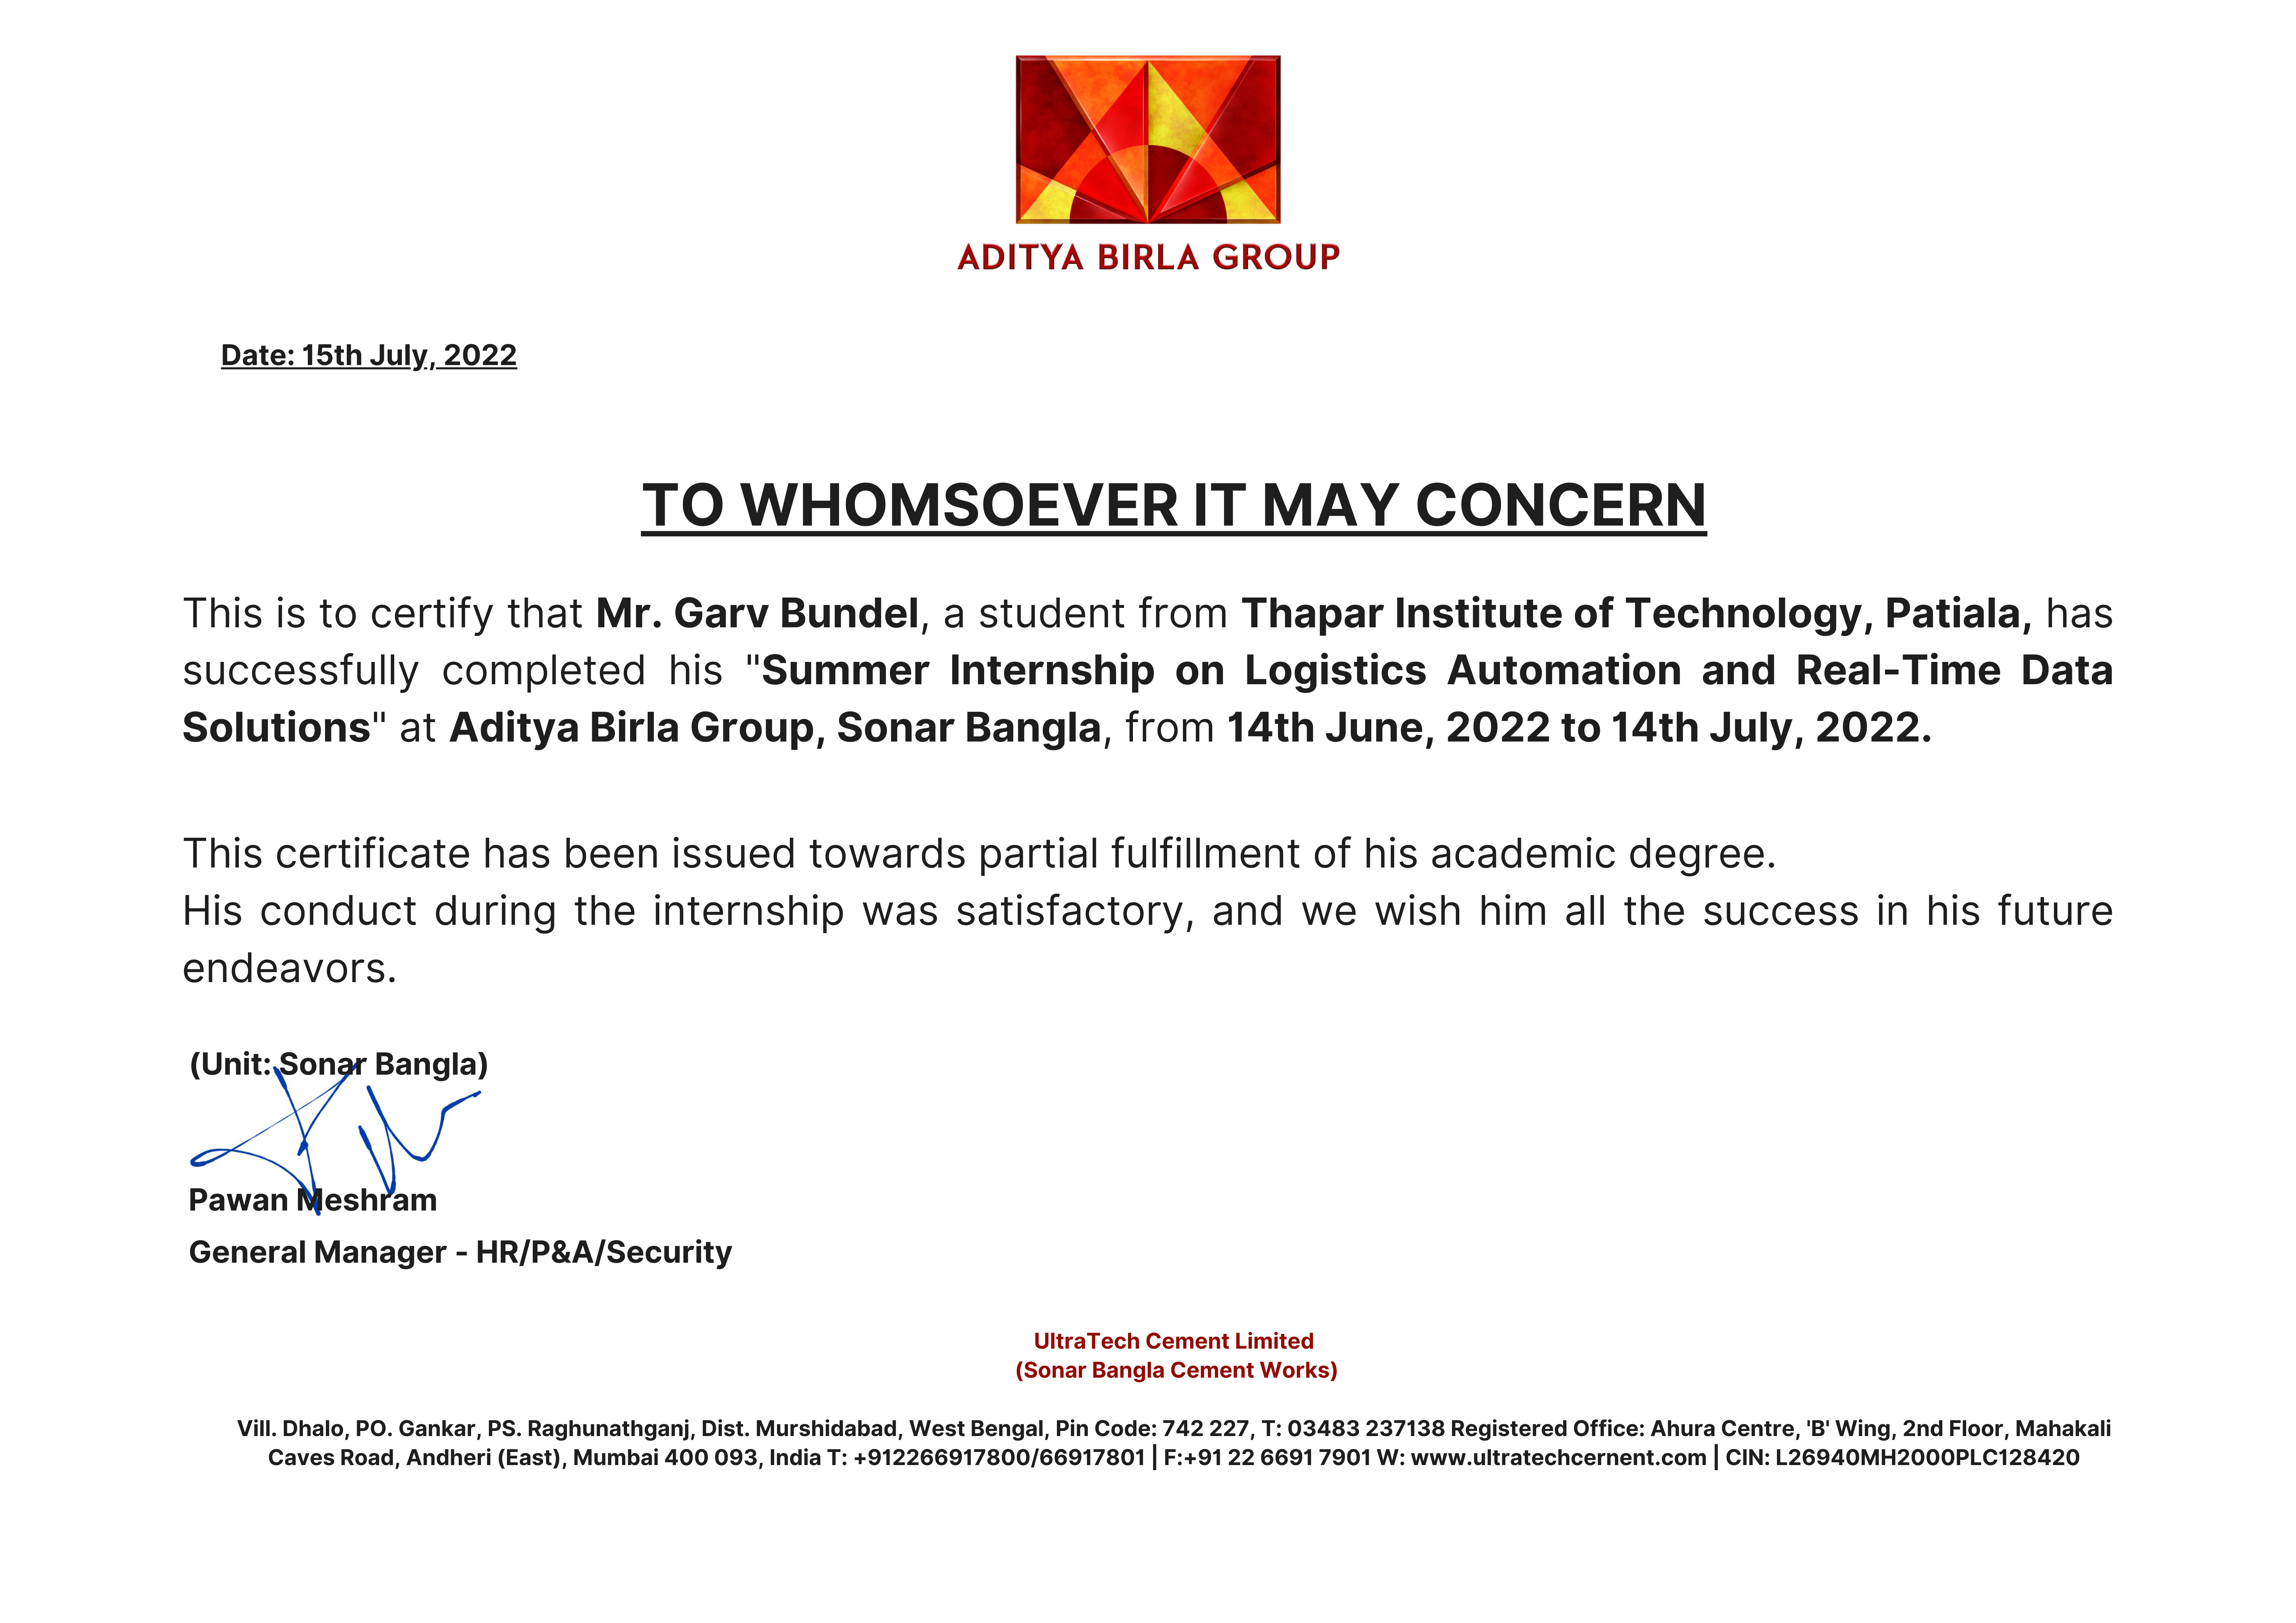 ADITYA BIRLA GROUP
Date: 15th July, 2022
TO WHOMSOEVER IT MAY CONCERN
This is to certify that Mr. Garv Bundel, a student from Thapar Institute of Technology, Patiala, has
successfully completed his "Summer Internship on Logistics Automation and Real-Time Data
Solutions" at Aditya Birla Group, Sonar Bangla, from 14th June, 2022 to 14th July, 2022.
This certificate has been issued towards partial fulfillment of his academic degree.
His conduct during the internship was satisfactory, and we wish him all the success in his future
endeavors.
(Unit: Sonar Bangla)
Pawan Meshram
General Manager - HR/P&A/Security
UltraTech Cement Limited
(Sonar Bangla Cement Works)
Vill. Dhalo, PO. Gankar, PS. Raghunathganj, Dist. Murshidabad, West Bengal, Pin Code: 742 227, T: 03483 237138 Registered Office: Ahura Centre, 'B' Wing, 2nd Floor, Mahakali
Caves Road, Andheri (East), Mumbai 400 093, India T: +912266917800/66917801 | F:+91 22 6691 7901 W: www.ultratechcernent.com | CIN: L26940MH2000PLC128420